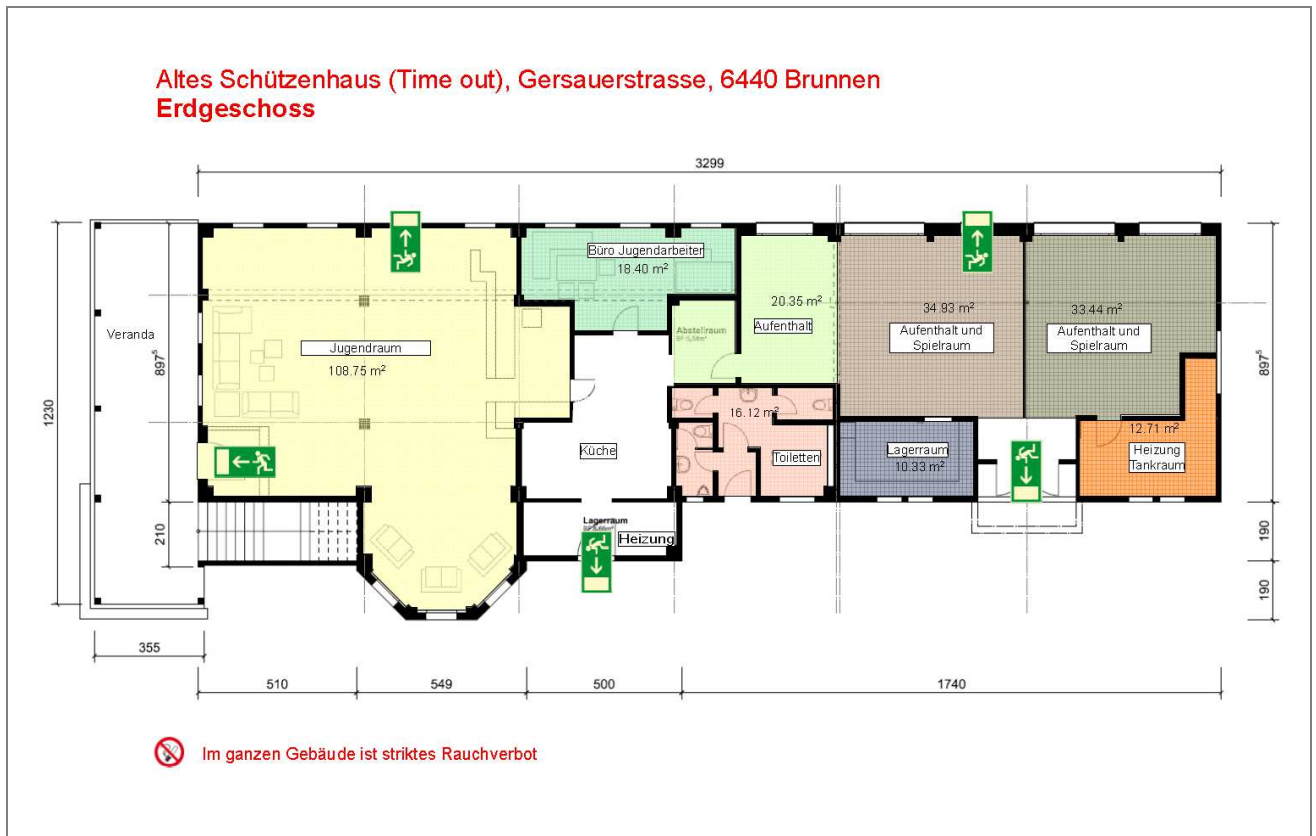 Altes Schützenhaus (Time out), Gersauerstrasse, 6440 Brunnen
Erdgeschoss
3299
Büro Jugendarbeiter
18.40 m²
20.35 m²
Aufenthalt
34.93 m²
Aufenthalt und
Spielraum
33.44 m²
Aufenthalt und
Spielraum
Veranda
Jugendraum
108.75 m²
Abstellraum
897⁵
897⁵
1230
210
16.12 m²
Toiletten
Küche
Lagerraum
10.33 m²
12.71 m²
Heizung
Tankraum
Lagerraum
Heizung
190
190
355
510
549
500
1740
Im ganzen Gebäude ist striktes Rauchverbot